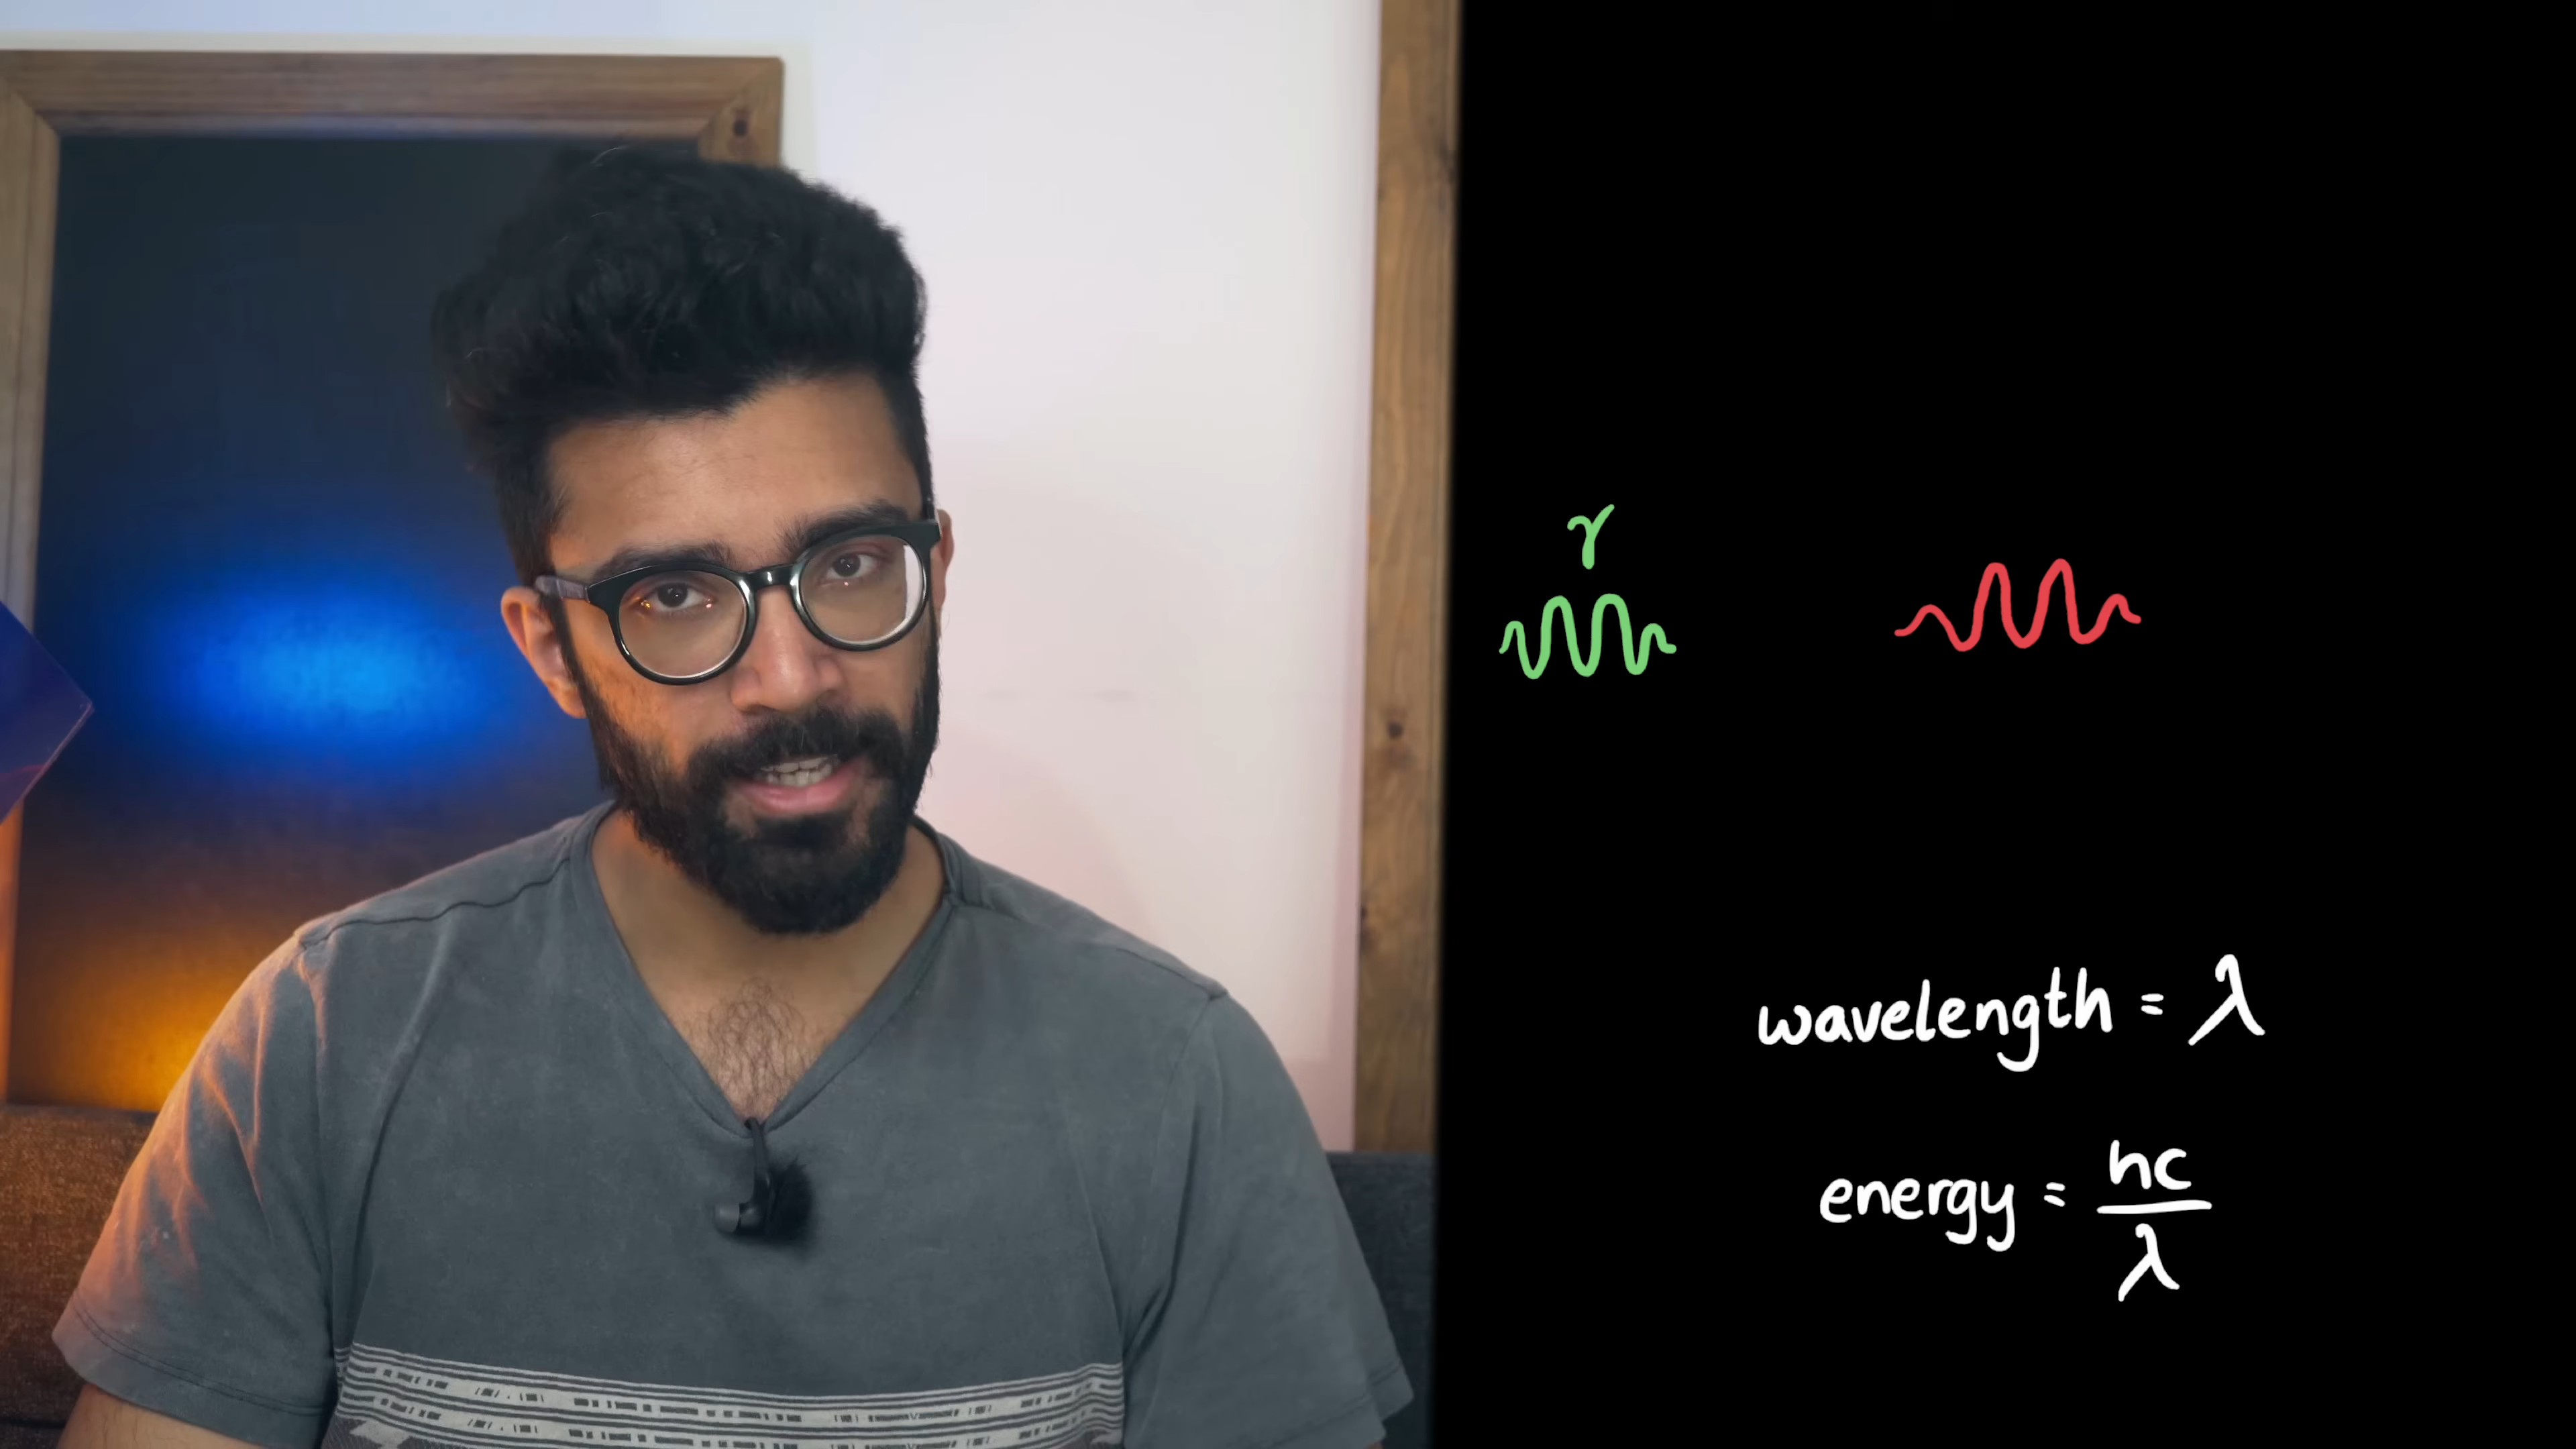 γ
wavelength = λ
energy = hc/λ